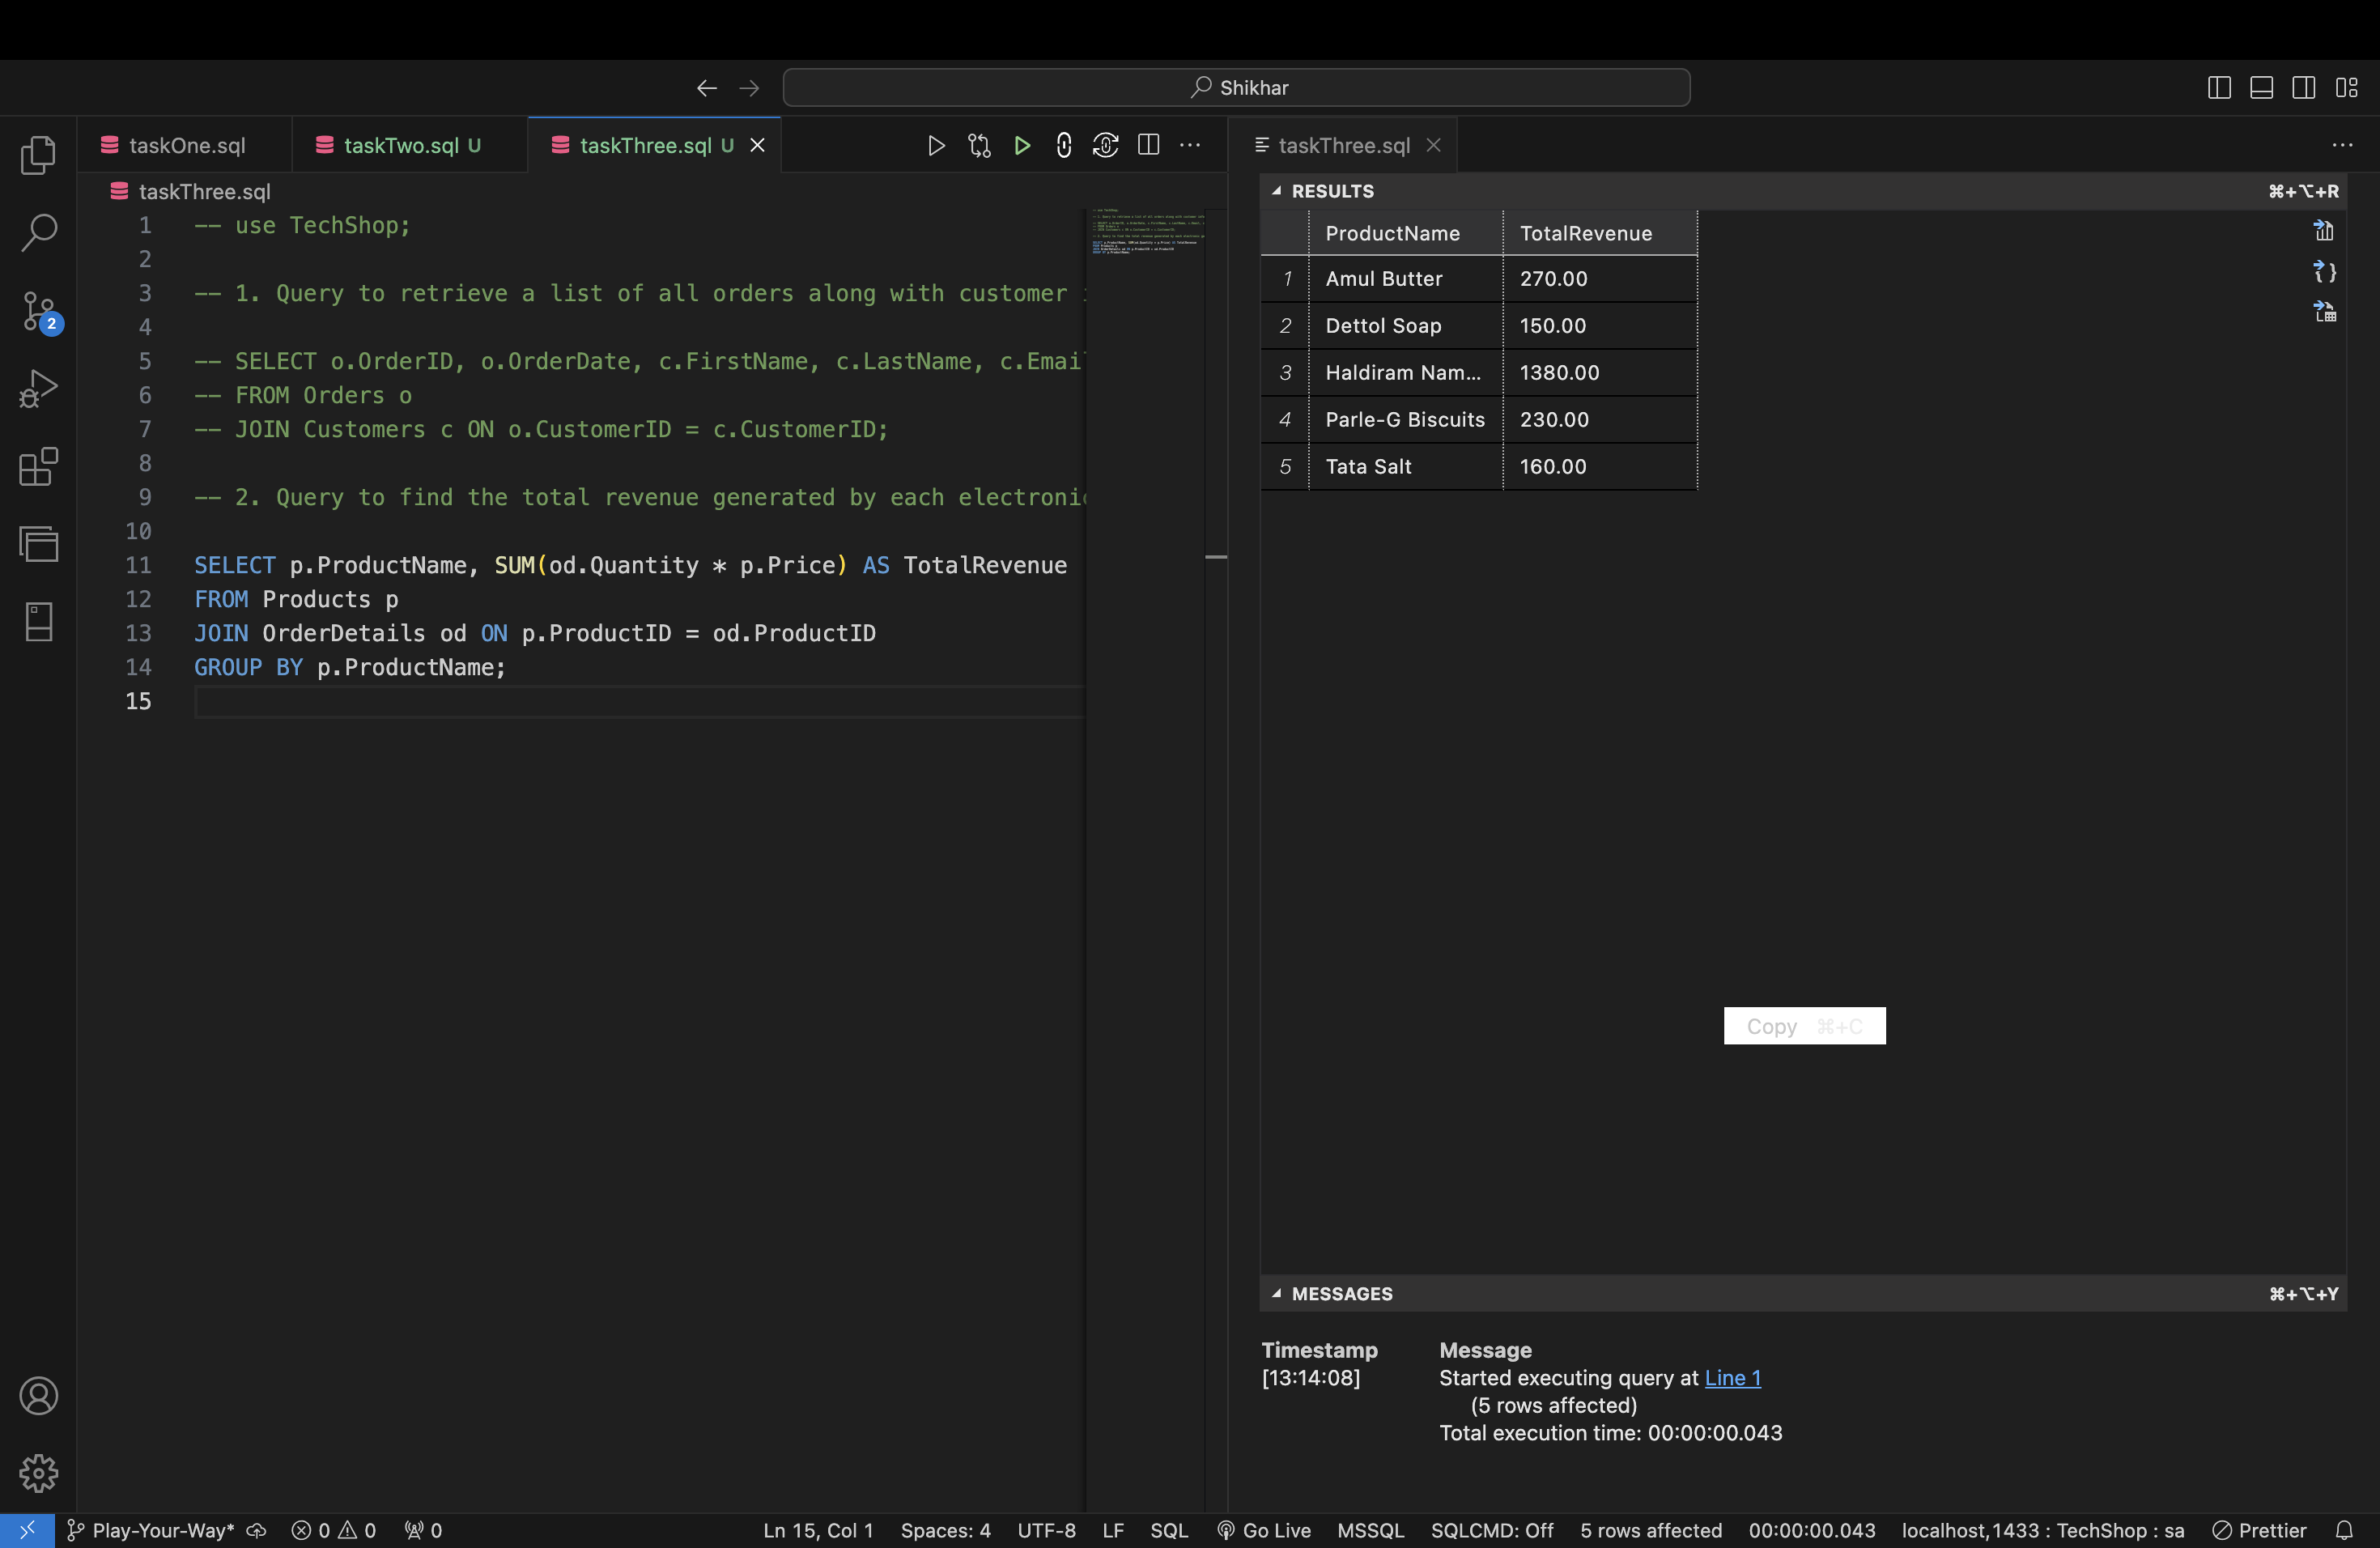 Shikhar
taskOne.sql
taskTwo.sql U
taskThree.sql U
taskThree.sql
taskThree.sql
1 -- use TechShop;
2
3 -- 1. Query to retrieve a list of all orders along with customer
4
5 -- SELECT o.OrderID, o.OrderDate, c.FirstName, c.LastName, c.Email
6 -- FROM Orders o
7 -- JOIN Customers c ON o.CustomerID = c.CustomerID;
8
9 -- 2. Query to find the total revenue generated by each electronic
10
11 SELECT p.ProductName, SUM(od.Quantity * p.Price) AS TotalRevenue
12 FROM Products p
13 JOIN OrderDetails od ON p.ProductID = od.ProductID
14 GROUP BY p.ProductName;
15
2
RESULTS ⌘+⌥+R
ProductName TotalRevenue
1 Amul Butter 270.00
2 Dettol Soap 150.00
3 Haldiram Nam... 1380.00
4 Parle-G Biscuits 230.00
5 Tata Salt 160.00
Copy ⌘+C
MESSAGES ⌘+⌥+Y
Timestamp Message
[13:14:08] Started executing query at Line 1
(5 rows affected)
Total execution time: 00:00:00.043
Play-Your-Way* 0 0 0 Ln 15, Col 1 Spaces: 4 UTF-8 LF SQL Go Live MSSQL SQLCMD: Off 5 rows affected 00:00:00.043 localhost,1433 : TechShop : sa Prettier